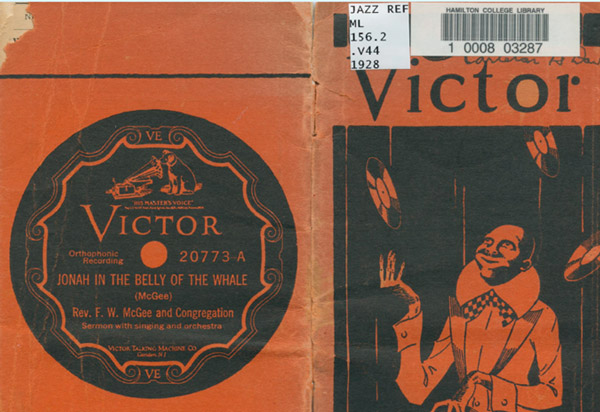 JAZZ REF
ML
156.2
.V44
1928
HAMILTON COLLEGE LIBRARY
1 0008 03287
Victor
VE
"HIS MASTER'S VOICE"
VICTOR
Orthophonic
Recording
20773 A
JONAH IN THE BELLY OF THE WHALE
(McGee)
Rev. F. W. McGee and Congregation
Sermon with singing and orchestra
VICTOR TALKING MACHINE CO
Camden, N J
VE